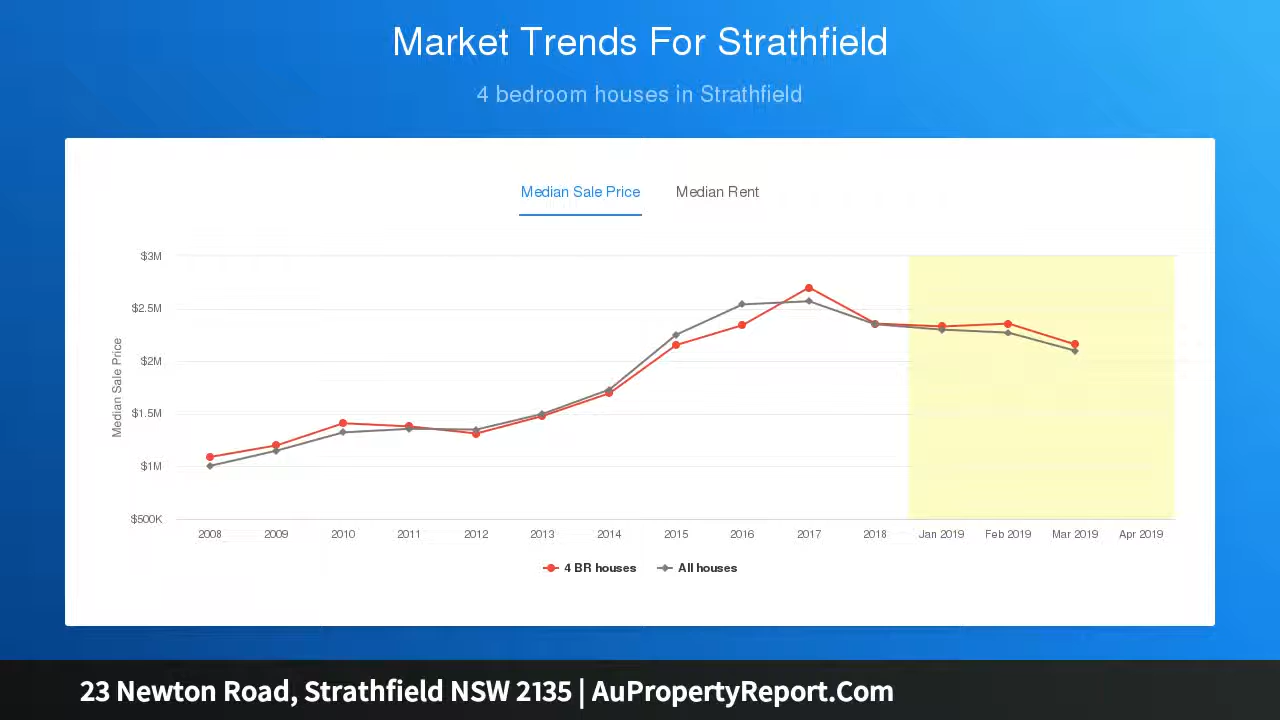 Market Trends For Strathfield
4 bedroom houses in Strathfield
Median Sale Price Median Rent
Median Sale Price
$3M
$2.5M
$2M
$1.5M
$1M
$500K
2008 2009 2010 2011 2012 2013 2014 2015 2016 2017 2018 Jan 2019 Feb 2019 Mar 2019 Apr 2019
4 BR houses All houses
23 Newton Road, Strathfield NSW 2135 | AuPropertyReport.Com